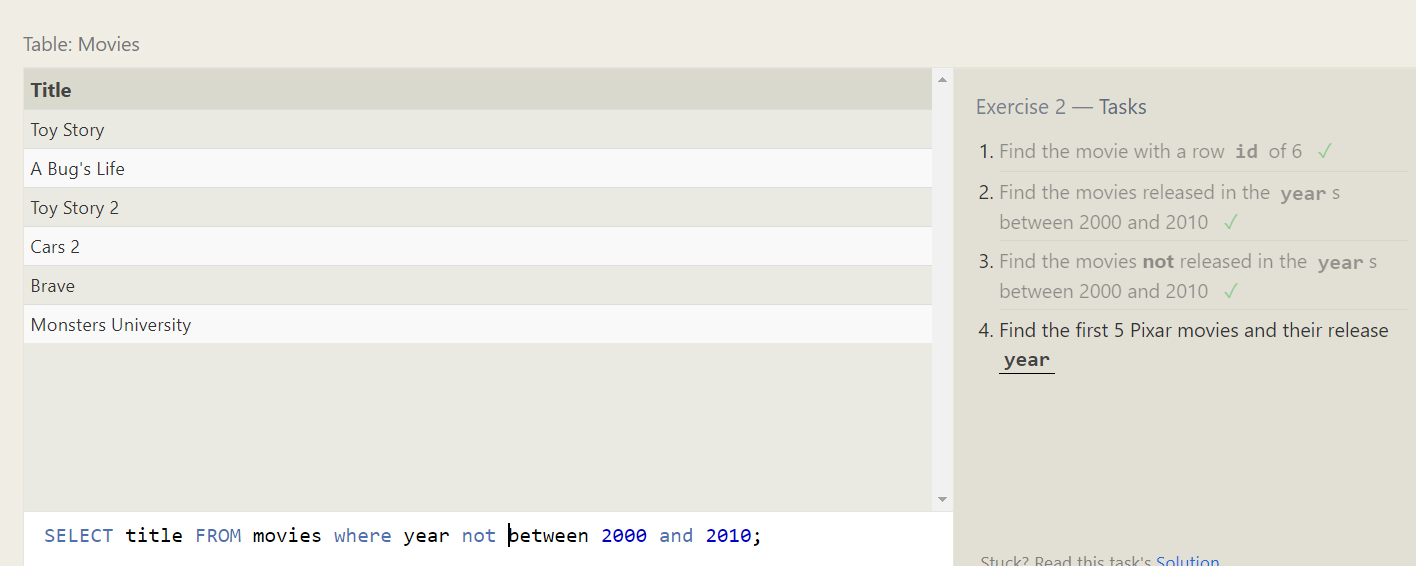 Table: Movies
Title
Toy Story
A Bug's Life
Toy Story 2
Cars 2
Brave
Monsters University
SELECT title FROM movies where year not between 2000 and 2010;
Exercise 2 — Tasks
1. Find the movie with a row id of 6 ✓
2. Find the movies released in the year s
between 2000 and 2010 ✓
3. Find the movies not released in the year s
between 2000 and 2010 ✓
4. Find the first 5 Pixar movies and their release
year
Stuck? Read this task's Solution